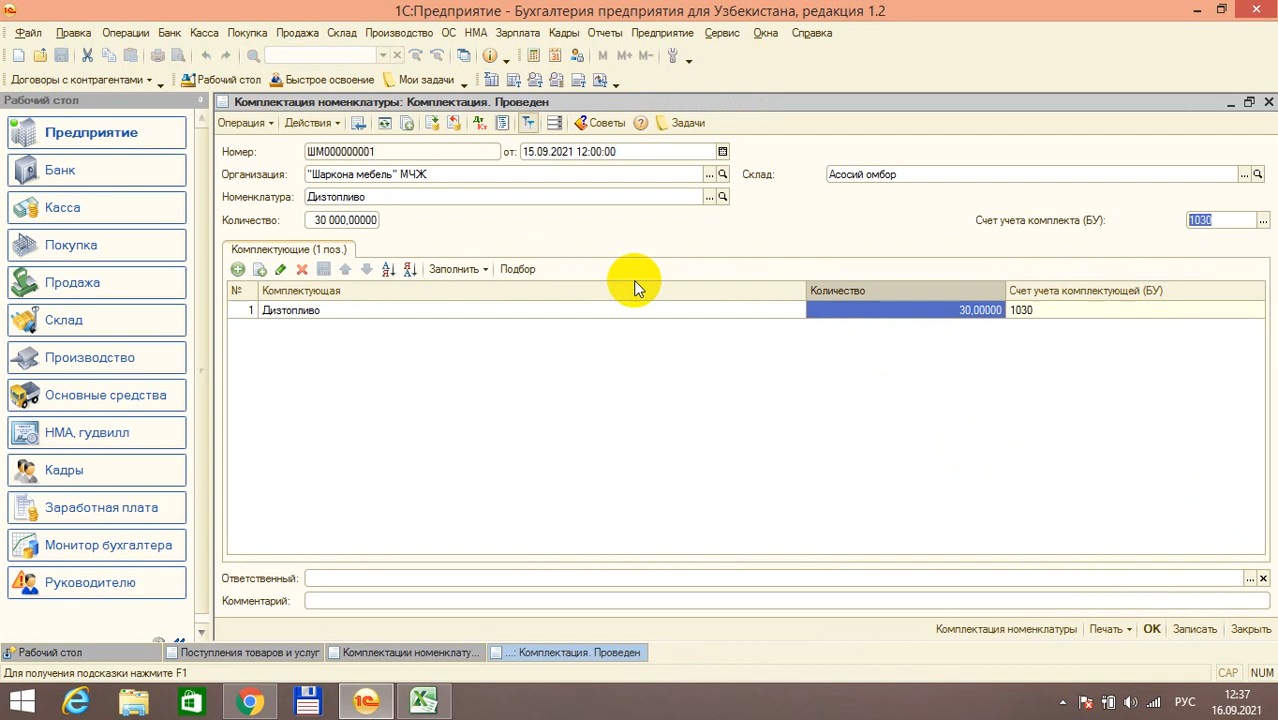 1С:Предприятие - Бухгалтерия предприятия для Узбекистана, редакция 1.2
Файл Правка Операции Банк Касса Покупка Продажа Склад Производство ОС НМА Зарплата Кадры Отчеты Предприятие Сервис Окна Справка
M M+ M−
Договоры с контрагентами Рабочий стол Быстрое освоение Мои задачи
Рабочий стол
Предприятие
Банк
Касса
Покупка
Продажа
Склад
Производство
Основные средства
НМА, гудвилл
Кадры
Заработная плата
Монитор бухгалтера
Руководителю
Комплектация номенклатуры: Комплектация. Проведен
Операция Действия Дт Кт Советы Задачи
Номер: ШМ000000001 от: 15.09.2021 12:00:00
Организация: "Шаркона мебель" МЧЖ Склад: Асосий омбор
Номенклатура: Дизтопливо
Количество: 30 000,00000 Счет учета комплекта (БУ): 1030
Комплектующие (1 поз.)
Заполнить Подбор
№ Комплектующая Количество Счет учета комплектующей (БУ)
1 Дизтопливо 30,00000 1030
Ответственный:
Комментарий:
Комплектация номенклатуры Печать OK Записать Закрыть
Рабочий стол Поступления товаров и услуг Комплектации номенклату... ...: Комплектация. Проведен
Для получения подсказки нажмите F1 CAP NUM
РУС 12:37
16.09.2021